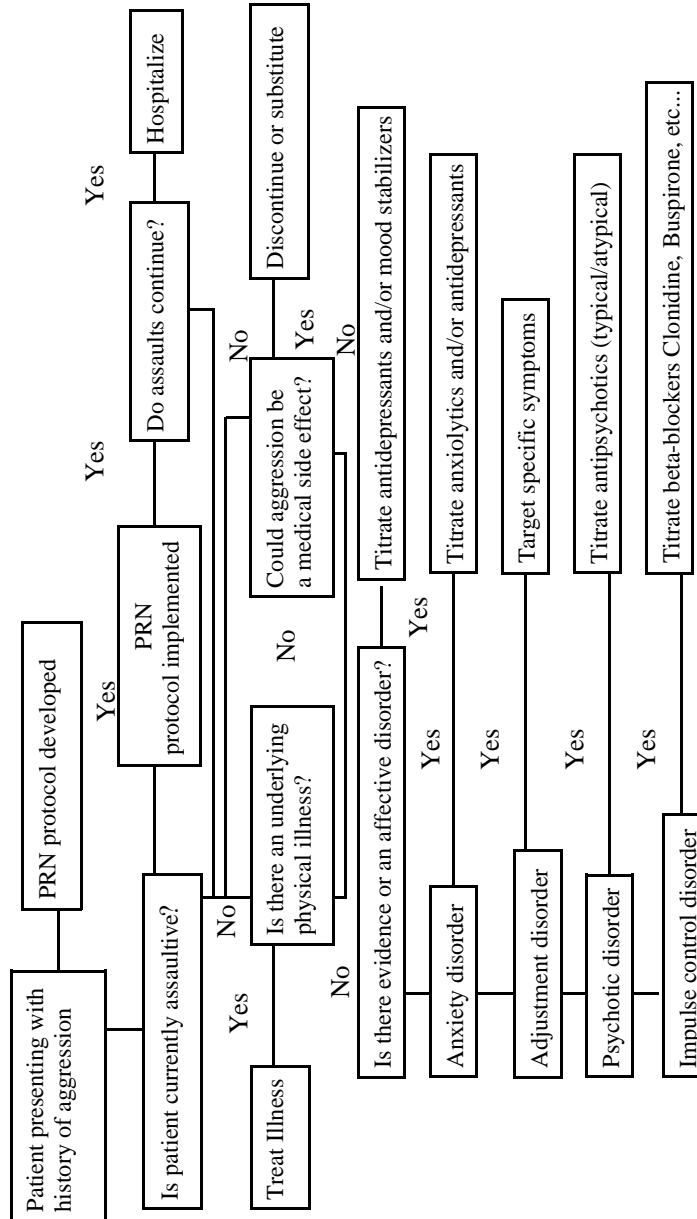 Patient presenting with
history of aggression
PRN protocol developed
Yes
Is patient currently assaultive?
PRN
protocol implemented
Yes
Do assaults continue?
Yes
Hospitalize
No
Treat Illness
Yes
Is there an underlying
physical illness?
No
Could aggression be
a medical side effect?
No
Yes
Discontinue or substitute
No
No
Is there evidence or an affective disorder?
Yes
Titrate antidepressants and/or mood stabilizers
Anxiety disorder
Yes
Titrate anxiolytics and/or antidepressants
Adjustment disorder
Yes
Target specific symptoms
Psychotic disorder
Yes
Titrate antipsychotics (typical/atypical)
Impulse control disorder
Yes
Titrate beta-blockers Clonidine, Buspirone, etc...